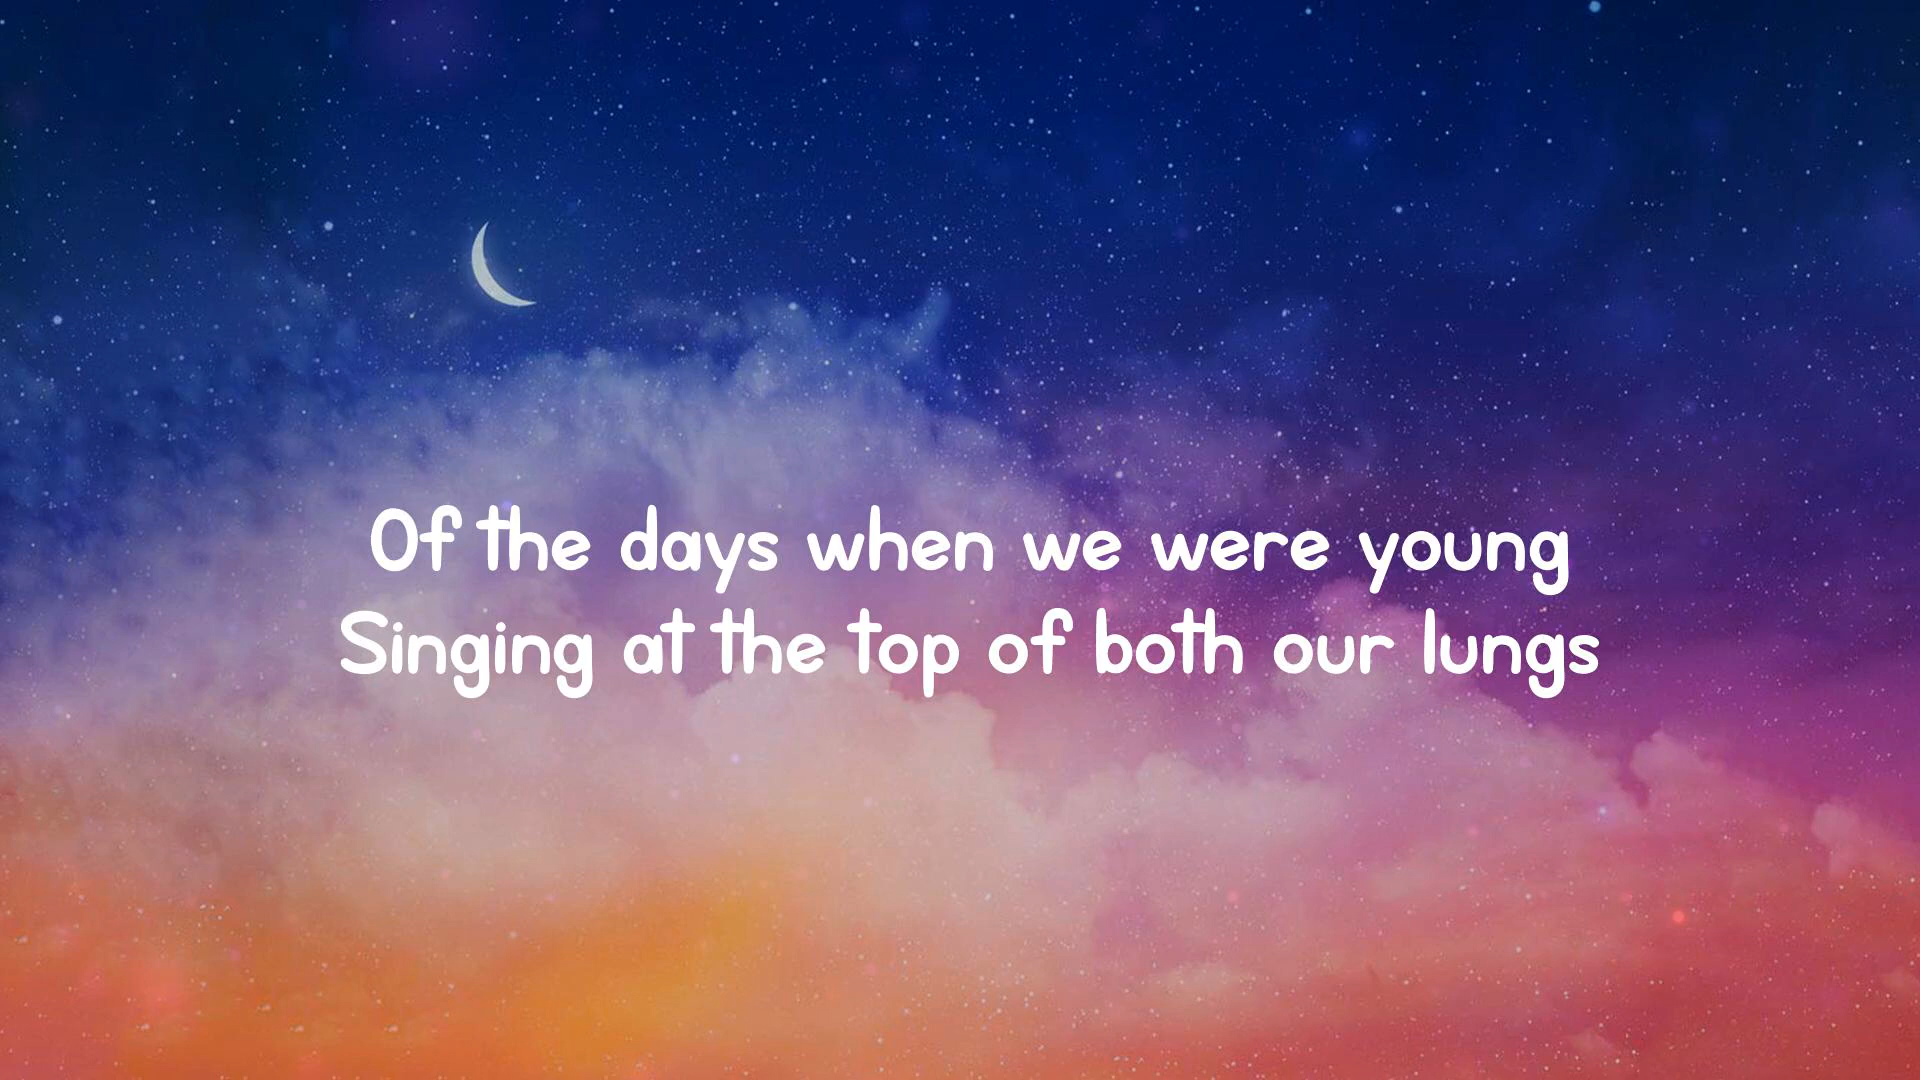 Of the days when we were young
Singing at the top of both our lungs